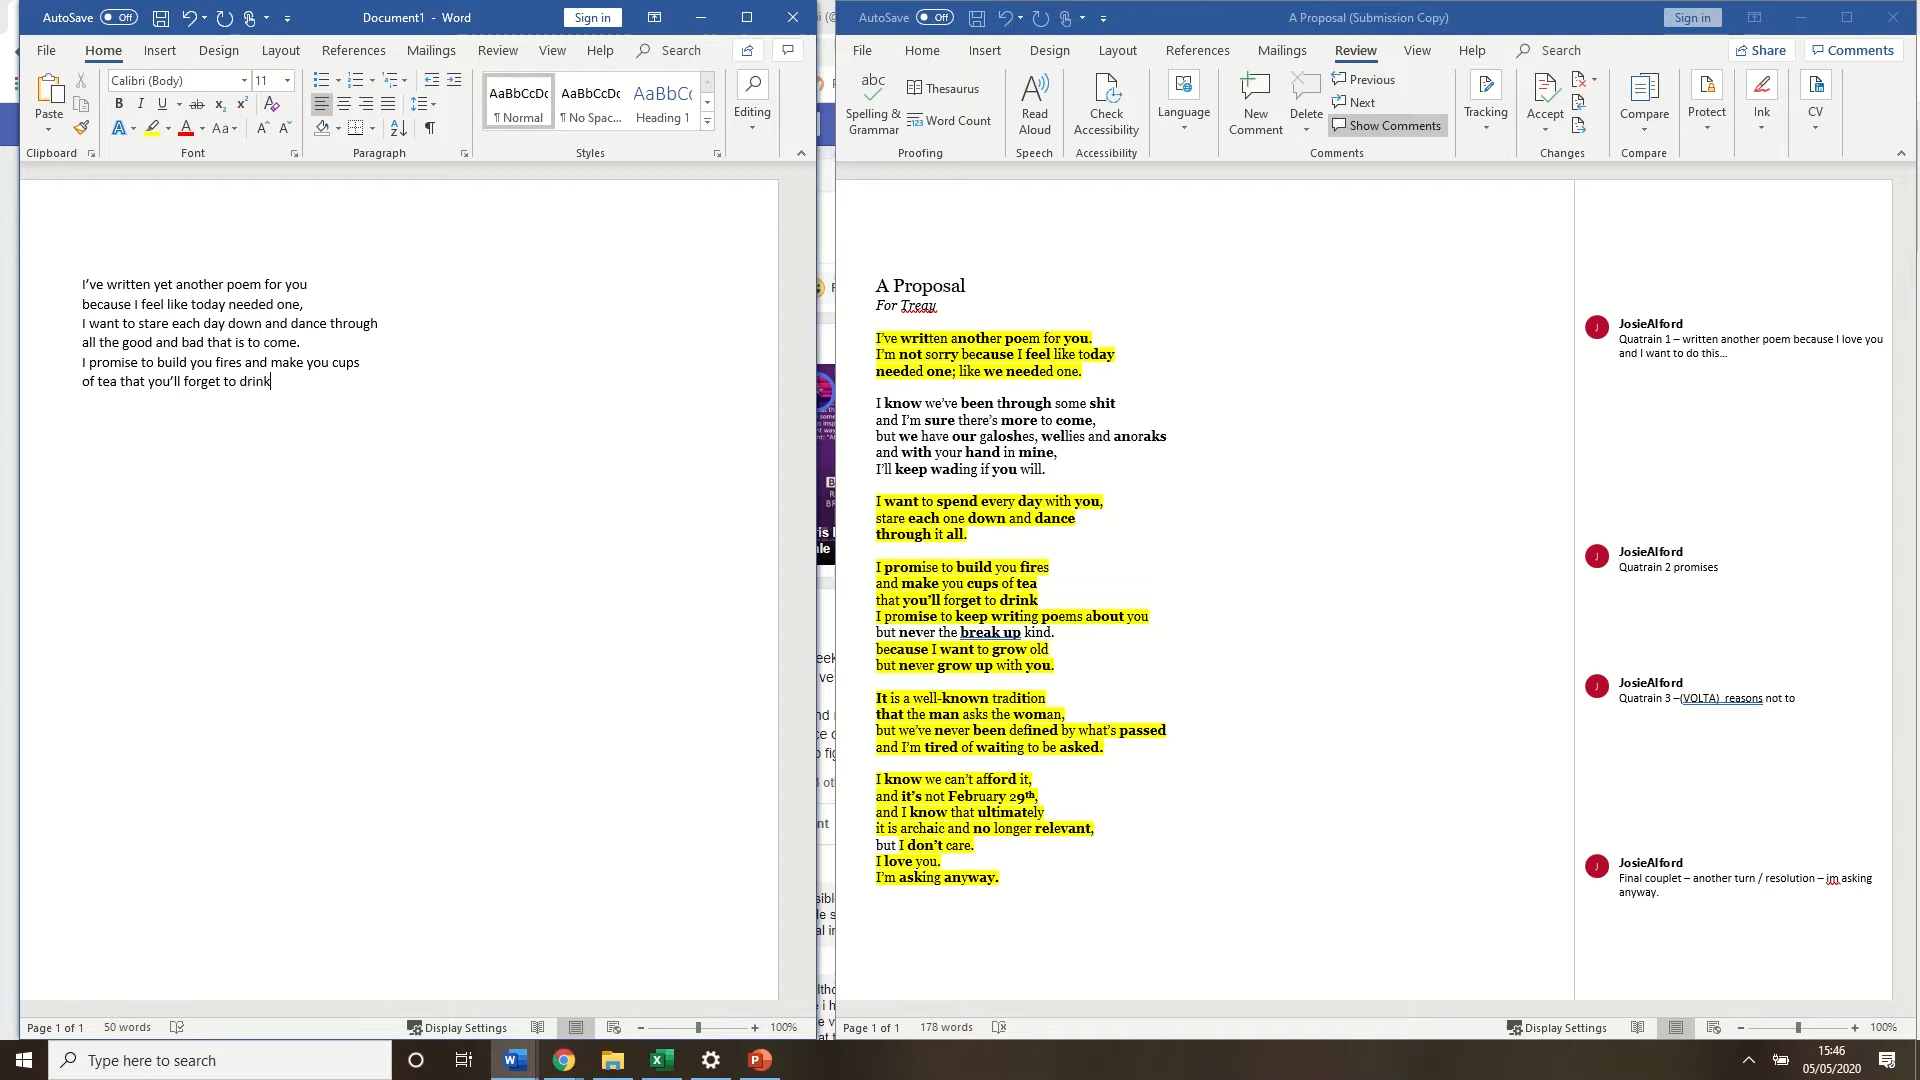 AutoSave Off Document1 - Word Sign in
File Home Insert Design Layout References Mailings Review View Help Search
Paste
Calibri (Body) 11
AaBbCcDc AaBbCcDc AaBbCc
¶ Normal ¶ No Spac... Heading 1
Editing
Clipboard Font Paragraph Styles
I've written yet another poem for you
because I feel like today needed one,
I want to stare each day down and dance through
all the good and bad that is to come.
I promise to build you fires and make you cups
of tea that you'll forget to drink
Page 1 of 1 50 words Display Settings 100%
AutoSave Off A Proposal (Submission Copy) Sign in
File Home Insert Design Layout References Mailings Review View Help Search Share Comments
abc Spelling & Grammar
Thesaurus
Word Count
Read Aloud
Check Accessibility
Language
New Comment
Delete
Previous
Next
Show Comments
Tracking
Accept
Compare
Protect
Ink
CV
Proofing Speech Accessibility Comments Changes Compare
A Proposal
For Treay
I've written another poem for you.
I'm not sorry because I feel like today
needed one; like we needed one.
I know we've been through some shit
and I'm sure there's more to come,
but we have our galoshes, wellies and anoraks
and with your hand in mine,
I'll keep wading if you will.
I want to spend every day with you,
stare each one down and dance
through it all.
I promise to build you fires
and make you cups of tea
that you'll forget to drink
I promise to keep writing poems about you
but never the break up kind.
because I want to grow old
but never grow up with you.
It is a well-known tradition
that the man asks the woman,
but we've never been defined by what's passed
and I'm tired of waiting to be asked.
I know we can't afford it,
and it's not February 29th,
and I know that ultimately
it is archaic and no longer relevant,
but I don't care.
I love you.
I'm asking anyway.
JosieAlford
Quatrain 1 – written another poem because I love you
and I want to do this...
JosieAlford
Quatrain 2 promises
JosieAlford
Quatrain 3 –(VOLTA) reasons not to
JosieAlford
Final couplet – another turn / resolution – im asking
anyway.
Page 1 of 1 178 words Display Settings 100%
Type here to search
15:46
05/05/2020